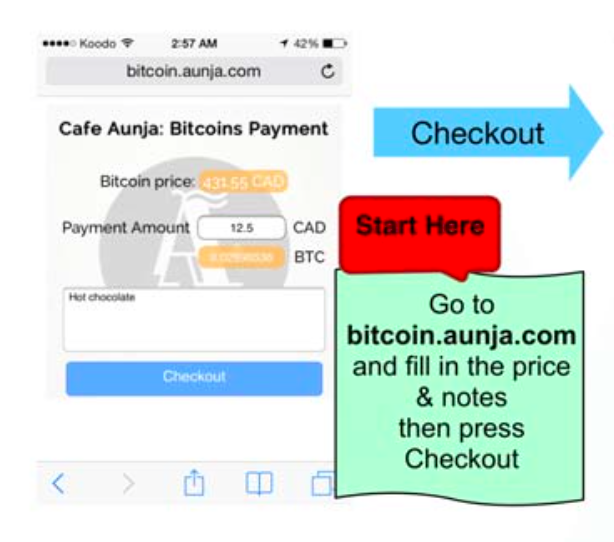 Koodo 2:57 AM 42%
bitcoin.aunja.com
Cafe Aunja: Bitcoins Payment
Bitcoin price: 431.55 CAD
Payment Amount 12.5 CAD
BTC
Hot chocolate
Checkout
Checkout
Start Here
Go to
bitcoin.aunja.com
and fill in the price
& notes
then press
Checkout